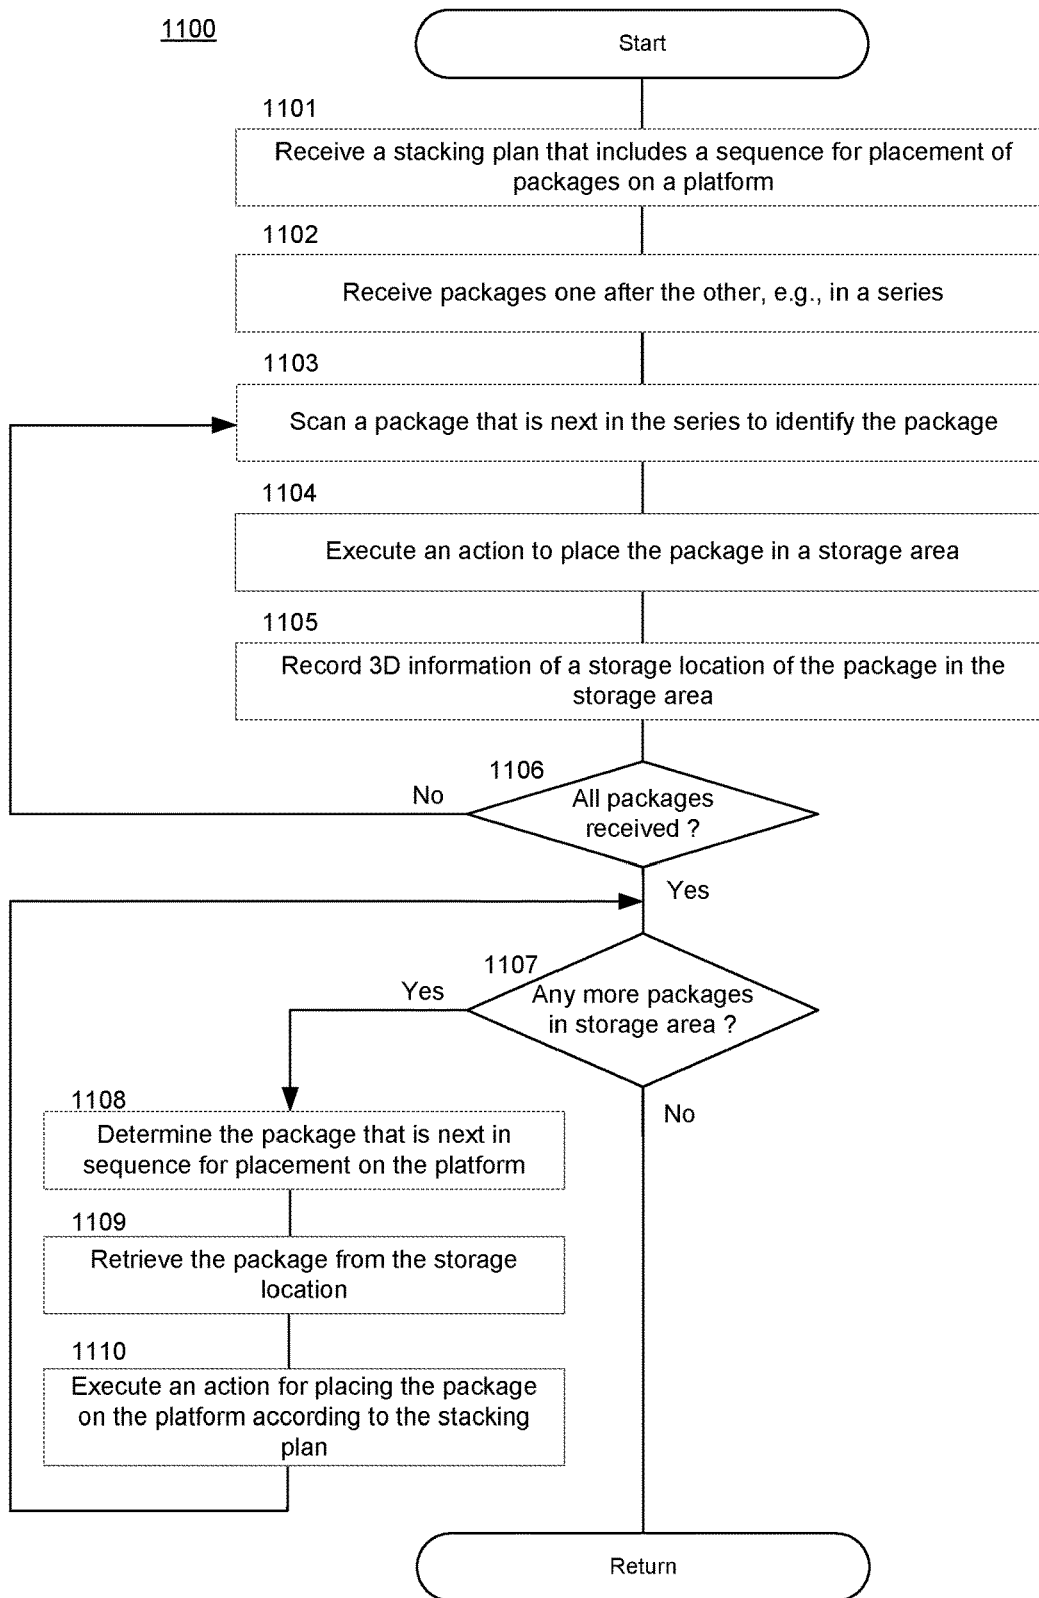 1100
Start
1101
Receive a stacking plan that includes a sequence for placement of
packages on a platform
1102
Receive packages one after the other, e.g., in a series
1103
Scan a package that is next in the series to identify the package
1104
Execute an action to place the package in a storage area
1105
Record 3D information of a storage location of the package in the
storage area
1106
No
All packages
received ?
Yes
1107
Yes
Any more packages
in storage area ?
No
1108
Determine the package that is next in
sequence for placement on the platform
1109
Retrieve the package from the storage
location
1110
Execute an action for placing the package
on the platform according to the stacking
plan
Return